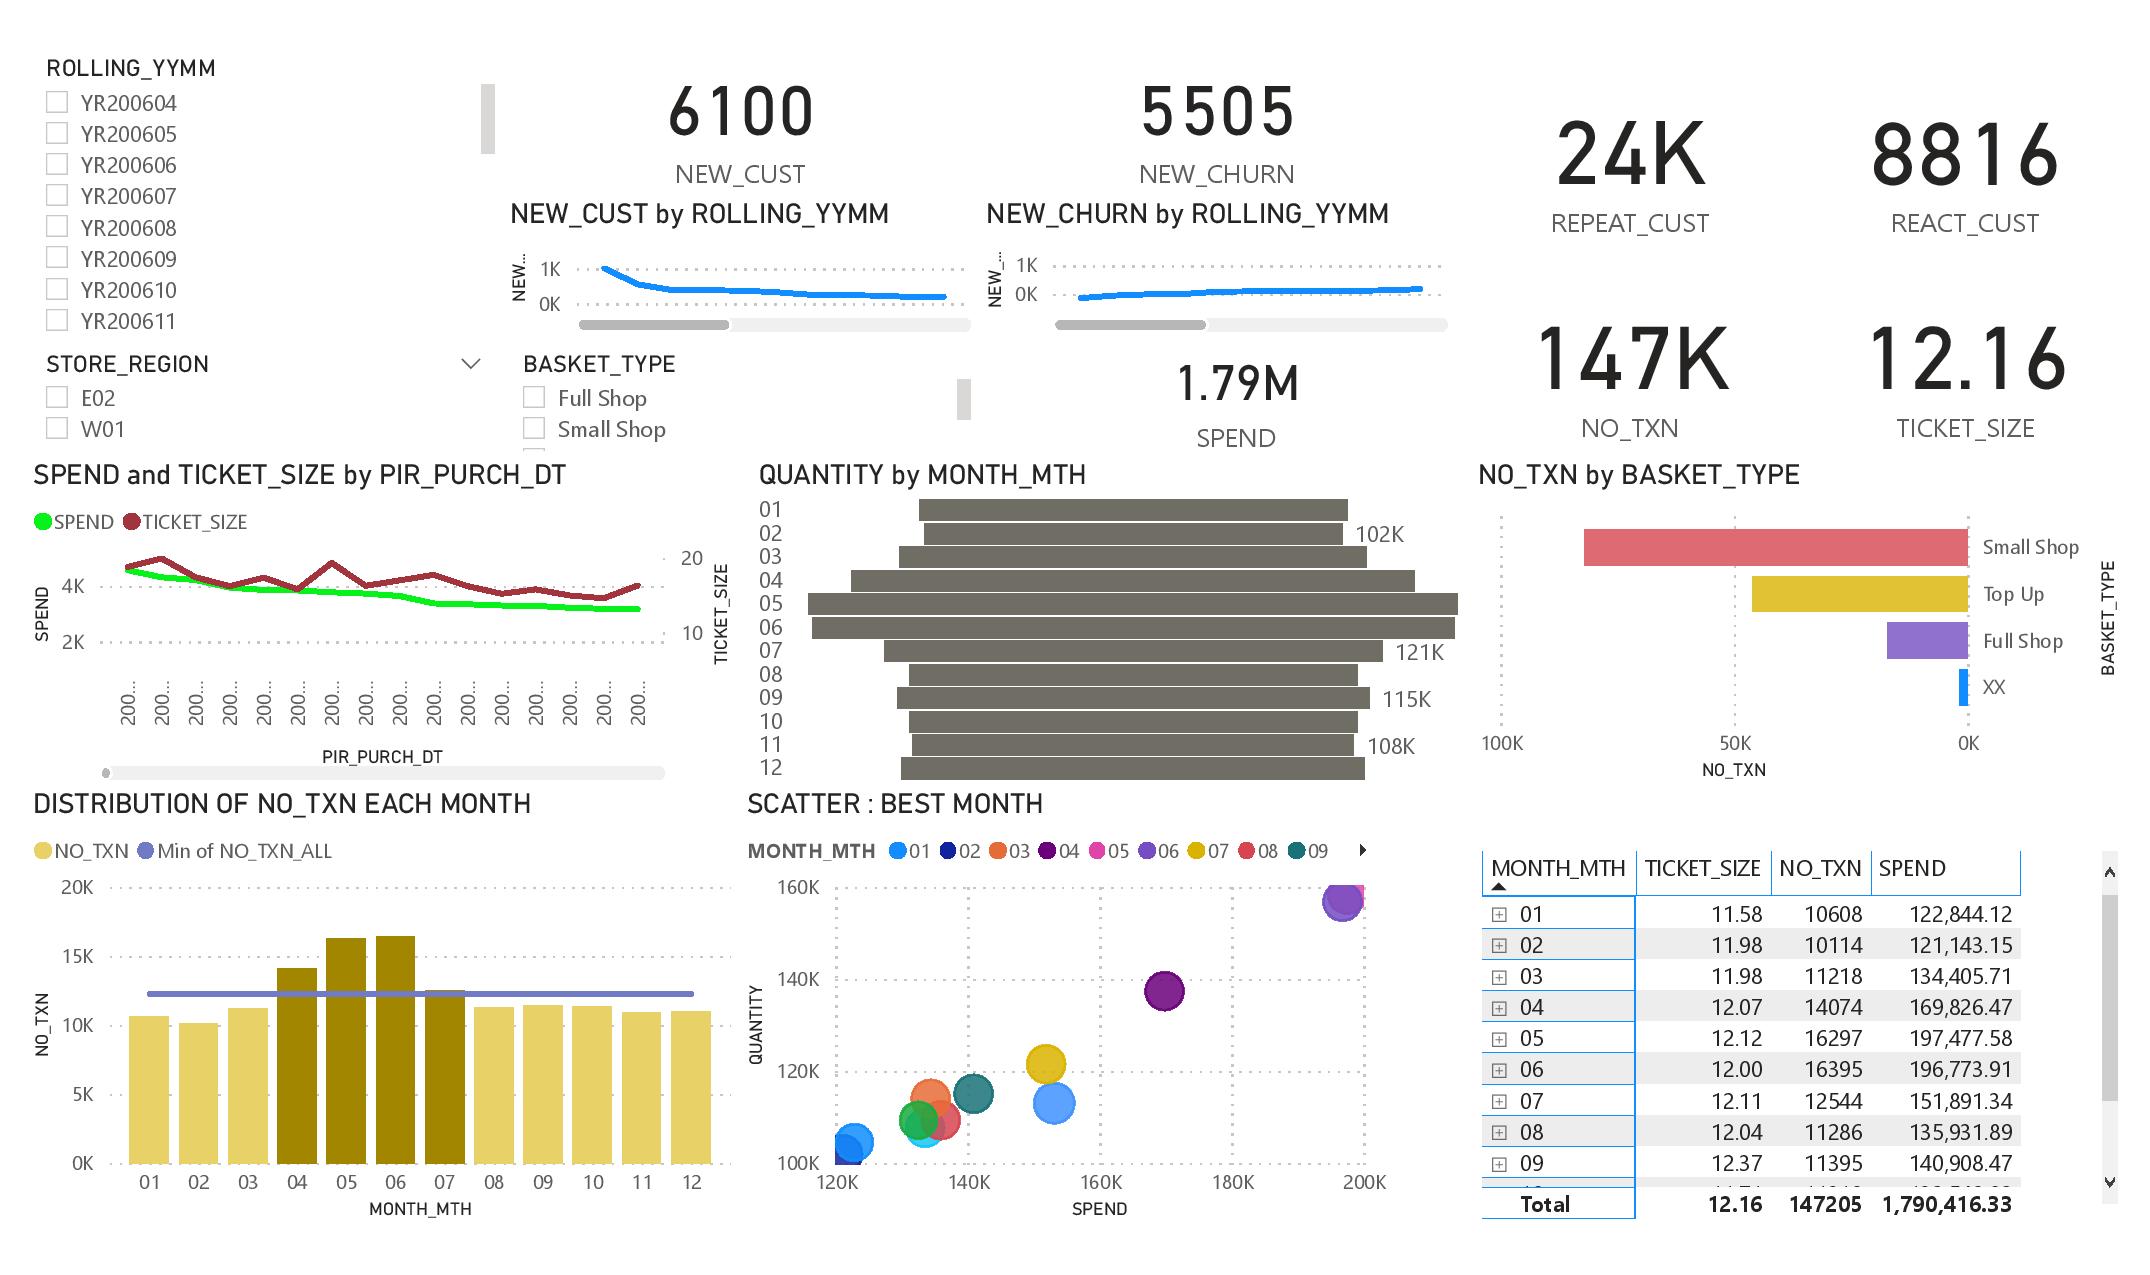 ROLLING_YYMM
YR200604
YR200605
YR200606
YR200607
YR200608
YR200609
YR200610
YR200611
6100
NEW_CUST
5505
NEW_CHURN
24K
REPEAT_CUST
8816
REACT_CUST
NEW_CUST by ROLLING_YYMM
NEW...
1K
0K
NEW_CHURN by ROLLING_YYMM
NEW_...
1K
0K
STORE_REGION
E02
W01
BASKET_TYPE
Full Shop
Small Shop
1.79M
SPEND
147K
NO_TXN
12.16
TICKET_SIZE
SPEND and TICKET_SIZE by PIR_PURCH_DT
SPEND TICKET_SIZE
SPEND
4K
2K
20
10
TICKET_SIZE
200... 200... 200... 200... 200... 200... 200... 200... 200... 200... 200... 200... 200... 200... 200... 200...
PIR_PURCH_DT
QUANTITY by MONTH_MTH
01
02 102K
03
04
05
06
07 121K
08
09 115K
10
11 108K
12
NO_TXN by BASKET_TYPE
Small Shop
Top Up
Full Shop
XX
BASKET_TYPE
100K 50K 0K
NO_TXN
DISTRIBUTION OF NO_TXN EACH MONTH
NO_TXN Min of NO_TXN_ALL
NO_TXN
20K
15K
10K
5K
0K
01 02 03 04 05 06 07 08 09 10 11 12
MONTH_MTH
SCATTER : BEST MONTH
MONTH_MTH 01 02 03 04 05 06 07 08 09
QUANTITY
160K
140K
120K
100K
120K 140K 160K 180K 200K
SPEND
MONTH_MTH TICKET_SIZE NO_TXN SPEND
01 11.58 10608 122,844.12
02 11.98 10114 121,143.15
03 11.98 11218 134,405.71
04 12.07 14074 169,826.47
05 12.12 16297 197,477.58
06 12.00 16395 196,773.91
07 12.11 12544 151,891.34
08 12.04 11286 135,931.89
09 12.37 11395 140,908.47
Total 12.16 147205 1,790,416.33